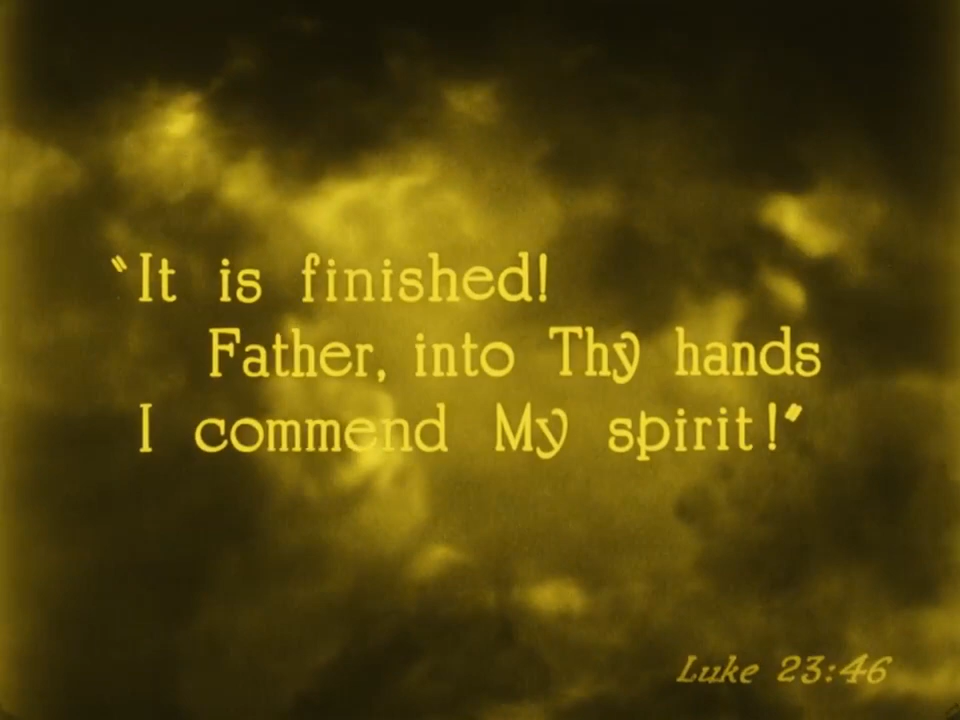 "It is finished!
Father, into Thy hands
I commend My spirit!"
Luke 23:46